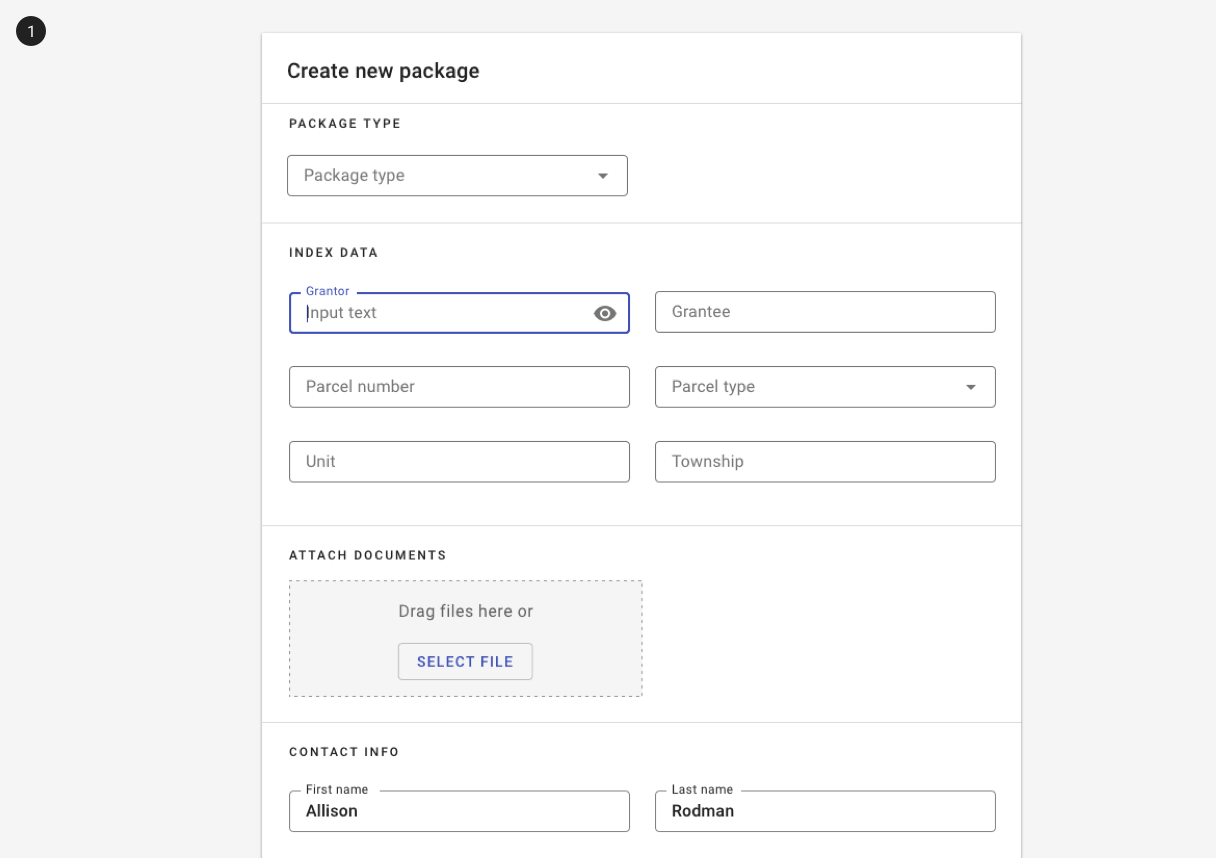 1
Create new package
PACKAGE TYPE
Package type
INDEX DATA
Grantor
Input text
Grantee
Parcel number
Parcel type
Unit
Township
ATTACH DOCUMENTS
Drag files here or
SELECT FILE
CONTACT INFO
First name
Allison
Last name
Rodman